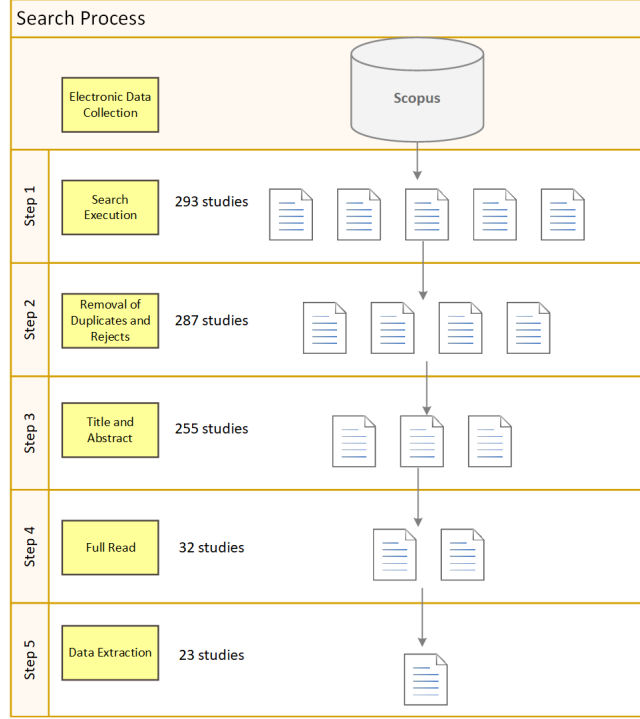 Search Process
Electronic Data
Collection
Scopus
Step 1
Search
Execution
293 studies
Step 2
Removal of
Duplicates and
Rejects
287 studies
Step 3
Title and
Abstract
255 studies
Step 4
Full Read
32 studies
Step 5
Data Extraction
23 studies